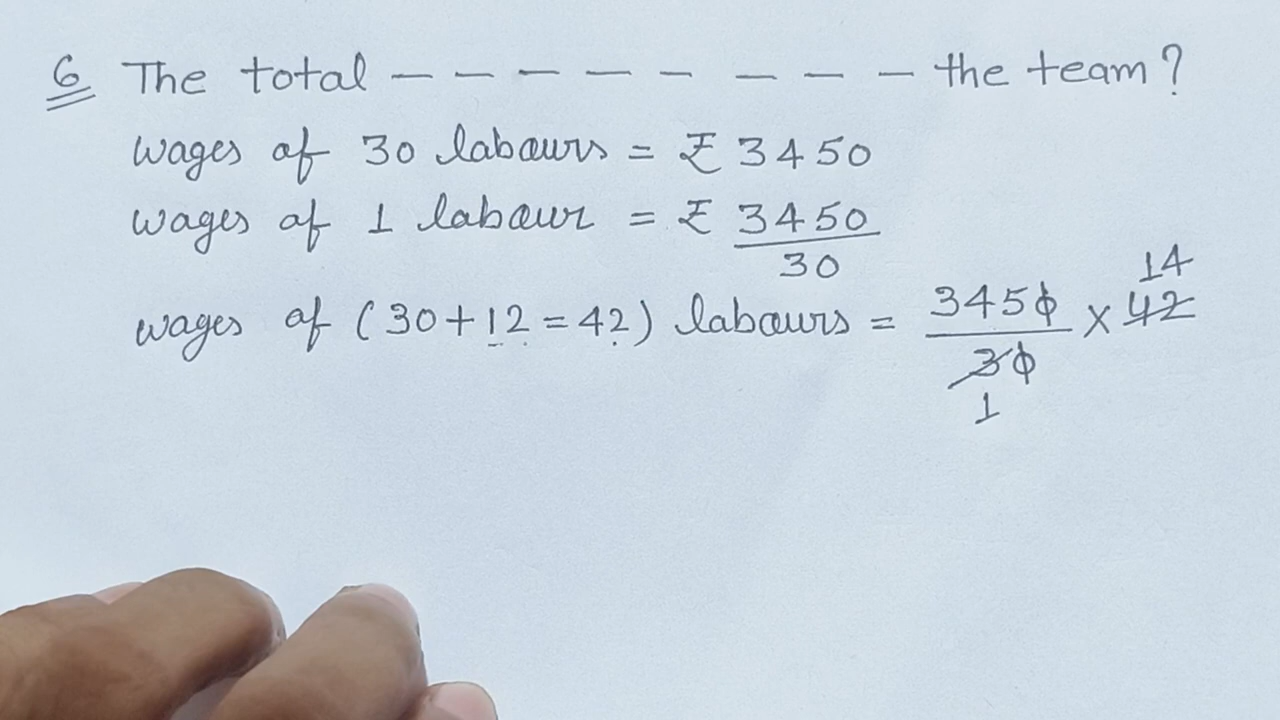 6 The total — — — — — — — — the team?
wages of 30 labours = ₹ 3450
wages of 1 labour = ₹ 3450/30
wages of (30+12=42) labours = 3450/30 × 42
14
1